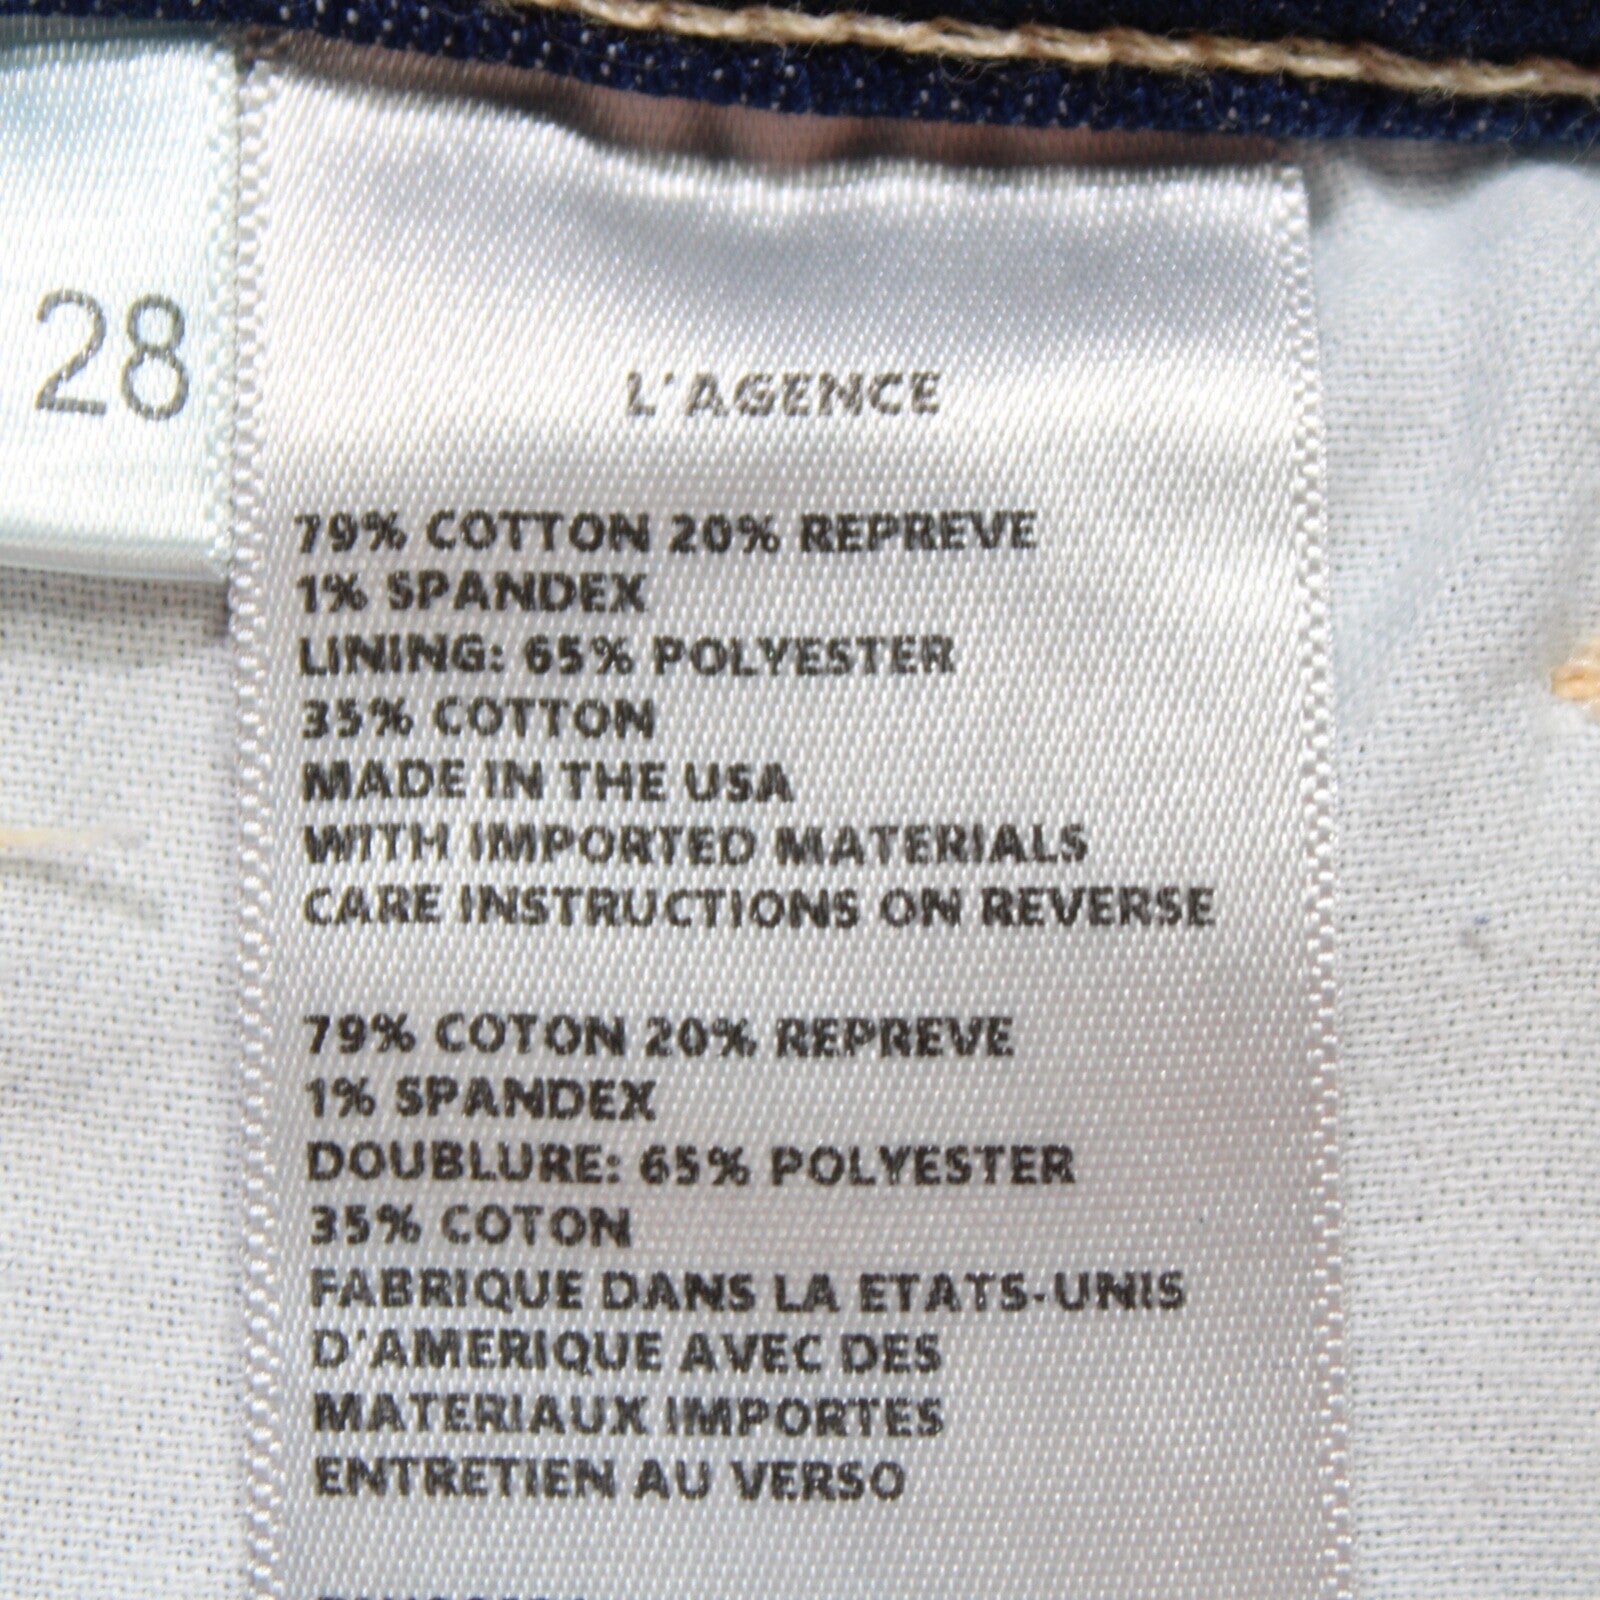 28
L'AGENCE
79% COTTON 20% REPREVE
1% SPANDEX
LINING: 65% POLYESTER
35% COTTON
MADE IN THE USA
WITH IMPORTED MATERIALS
CARE INSTRUCTIONS ON REVERSE
79% COTON 20% REPREVE
1% SPANDEX
DOUBLURE: 65% POLYESTER
35% COTON
FABRIQUE DANS LA ETATS-UNIS
D'AMERIQUE AVEC DES
MATERIAUX IMPORTES
ENTRETIEN AU VERSO